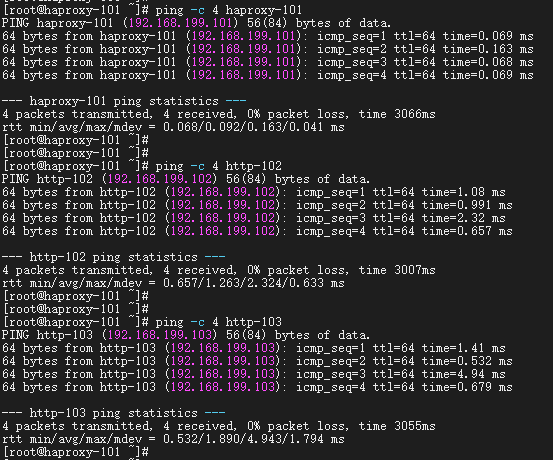 [root@haproxy-101 ~]# ping -c 4 haproxy-101
PING haproxy-101 (192.168.199.101) 56(84) bytes of data.
64 bytes from haproxy-101 (192.168.199.101): icmp_seq=1 ttl=64 time=0.069 ms
64 bytes from haproxy-101 (192.168.199.101): icmp_seq=2 ttl=64 time=0.163 ms
64 bytes from haproxy-101 (192.168.199.101): icmp_seq=3 ttl=64 time=0.068 ms
64 bytes from haproxy-101 (192.168.199.101): icmp_seq=4 ttl=64 time=0.069 ms
--- haproxy-101 ping statistics ---
4 packets transmitted, 4 received, 0% packet loss, time 3066ms
rtt min/avg/max/mdev = 0.068/0.092/0.163/0.041 ms
[root@haproxy-101 ~]#
[root@haproxy-101 ~]#
[root@haproxy-101 ~]# ping -c 4 http-102
PING http-102 (192.168.199.102) 56(84) bytes of data.
64 bytes from http-102 (192.168.199.102): icmp_seq=1 ttl=64 time=1.08 ms
64 bytes from http-102 (192.168.199.102): icmp_seq=2 ttl=64 time=0.991 ms
64 bytes from http-102 (192.168.199.102): icmp_seq=3 ttl=64 time=2.32 ms
64 bytes from http-102 (192.168.199.102): icmp_seq=4 ttl=64 time=0.657 ms
--- http-102 ping statistics ---
4 packets transmitted, 4 received, 0% packet loss, time 3007ms
rtt min/avg/max/mdev = 0.657/1.263/2.324/0.633 ms
[root@haproxy-101 ~]#
[root@haproxy-101 ~]#
[root@haproxy-101 ~]# ping -c 4 http-103
PING http-103 (192.168.199.103) 56(84) bytes of data.
64 bytes from http-103 (192.168.199.103): icmp_seq=1 ttl=64 time=1.41 ms
64 bytes from http-103 (192.168.199.103): icmp_seq=2 ttl=64 time=0.532 ms
64 bytes from http-103 (192.168.199.103): icmp_seq=3 ttl=64 time=4.94 ms
64 bytes from http-103 (192.168.199.103): icmp_seq=4 ttl=64 time=0.679 ms
--- http-103 ping statistics ---
4 packets transmitted, 4 received, 0% packet loss, time 3055ms
rtt min/avg/max/mdev = 0.532/1.890/4.943/1.794 ms
[root@haproxy-101 ~]#